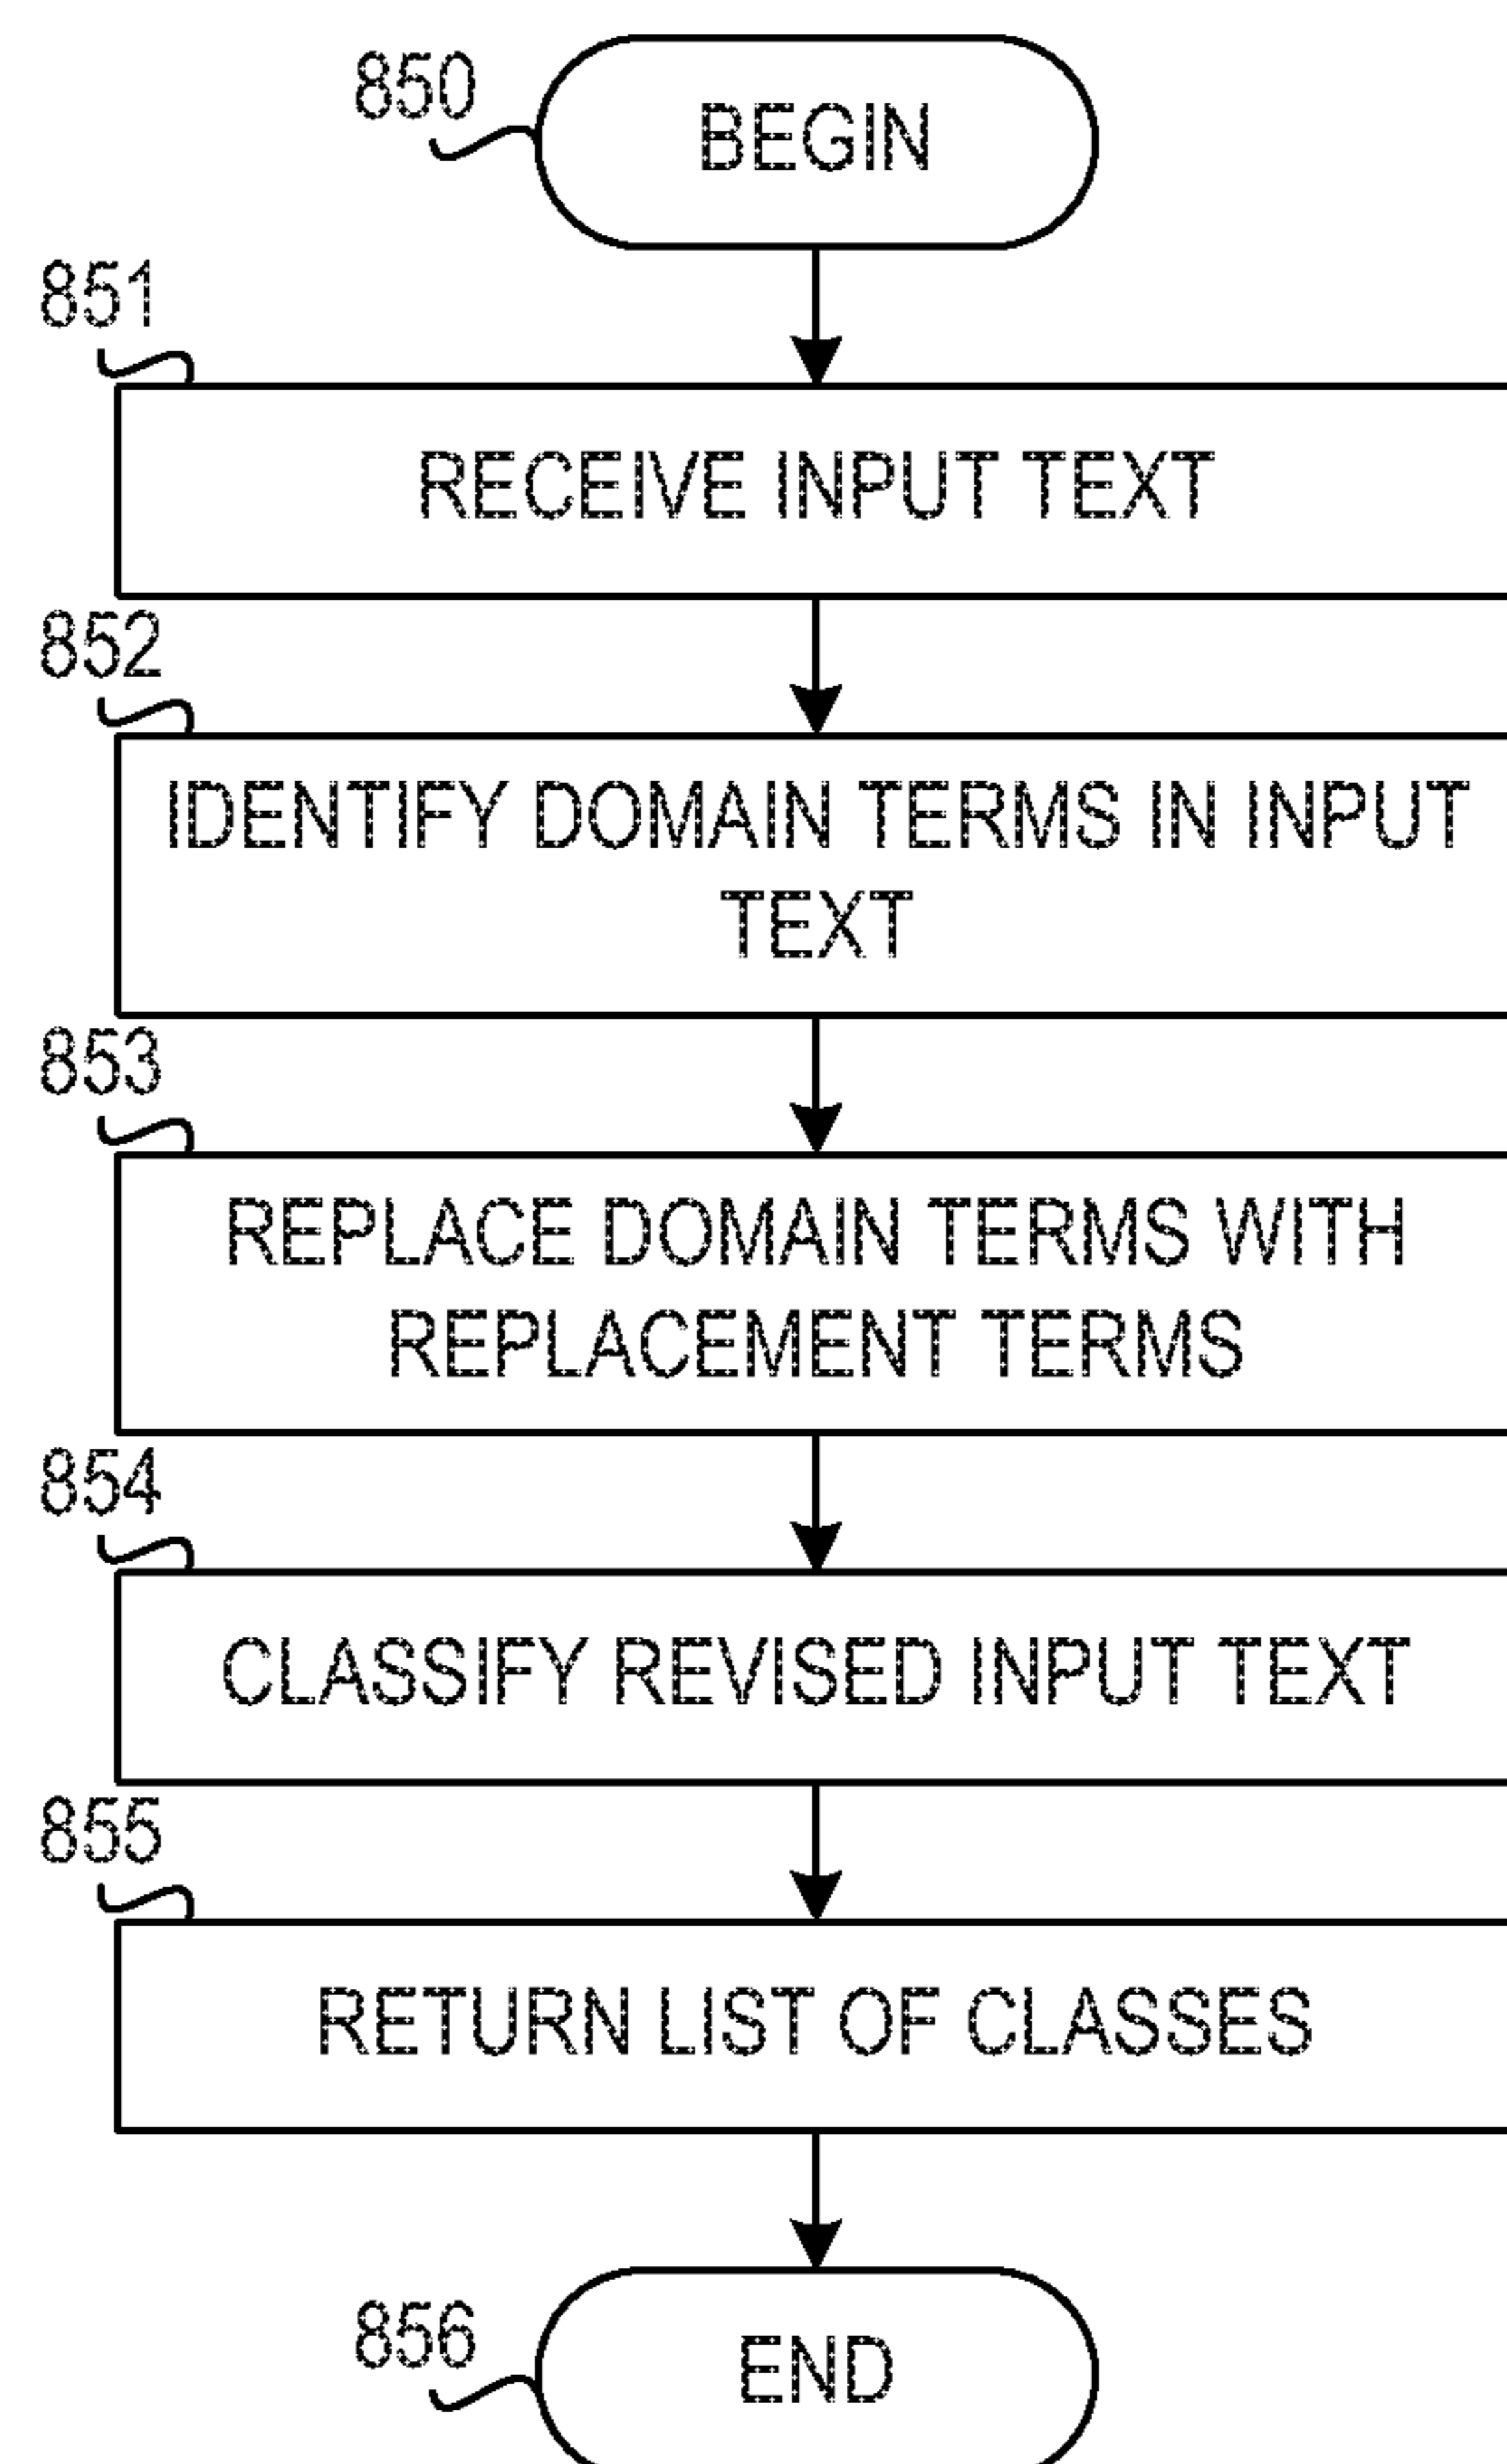 850
BEGIN
851
RECEIVE INPUT TEXT
852
IDENTIFY DOMAIN TERMS IN INPUT
TEXT
853
REPLACE DOMAIN TERMS WITH
REPLACEMENT TERMS
854
CLASSIFY REVISED INPUT TEXT
855
RETURN LIST OF CLASSES
856
END